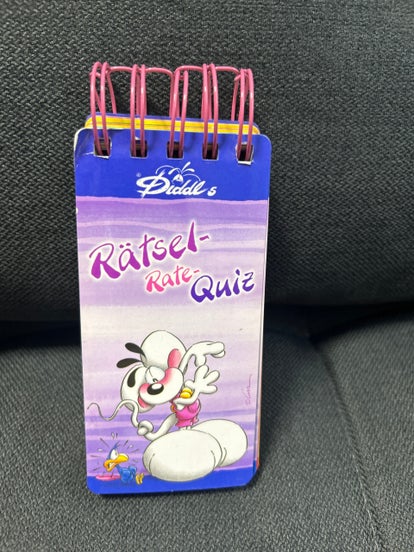 ® Diddl's
Rätsel-
Rate-
Quiz